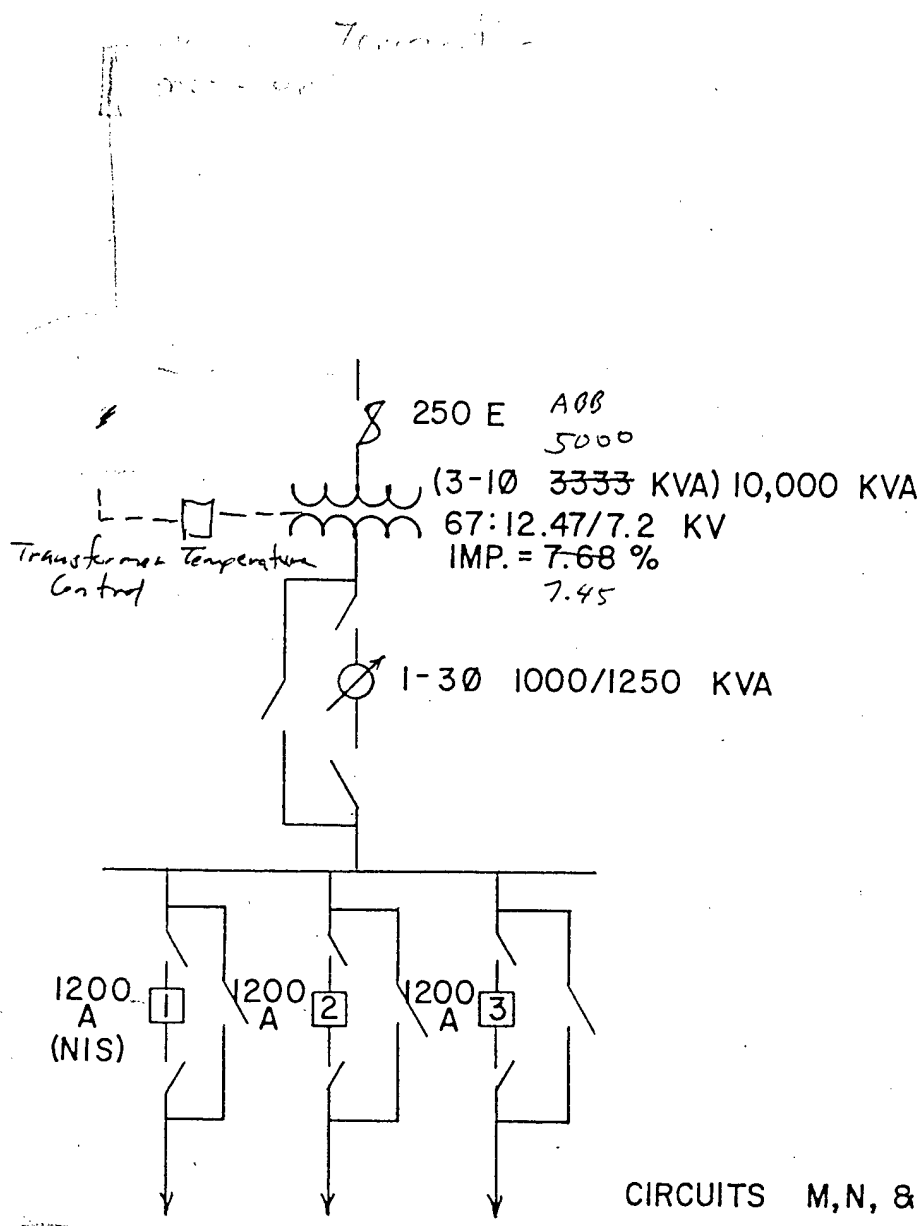 250 E ABB
5000
(3-1Ø 3333 KVA) 10,000 KVA
67:12.47/7.2 KV
IMP. = 7.68 %
7.45
Transformer Temperature
Control
1-3Ø 1000/1250 KVA
1200 A (NIS)
1
1200 A
2
1200 A
3
CIRCUITS M,N, &